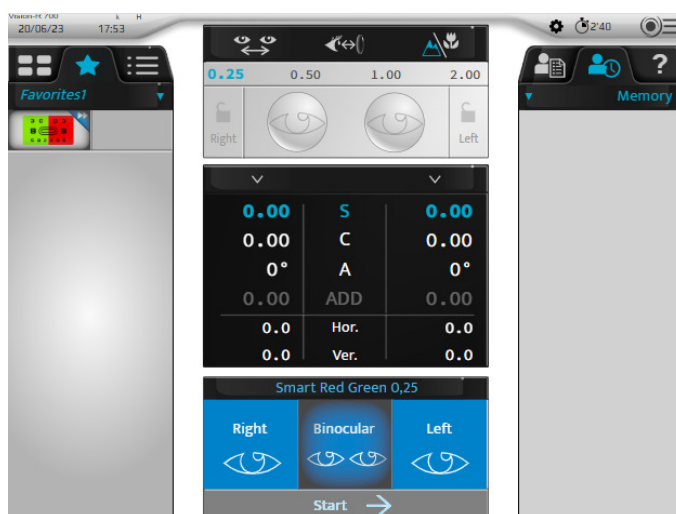 Vision-R 700
20/06/23 17:53
k H
2'40
Favorites1
0.25 0.50 1.00 2.00
Right Left
0.00 S 0.00
0.00 C 0.00
0° A 0°
0.00 ADD 0.00
0.0 Hor. 0.0
0.0 Ver. 0.0
Smart Red Green 0,25
Right Binocular Left
Start
?
Memory